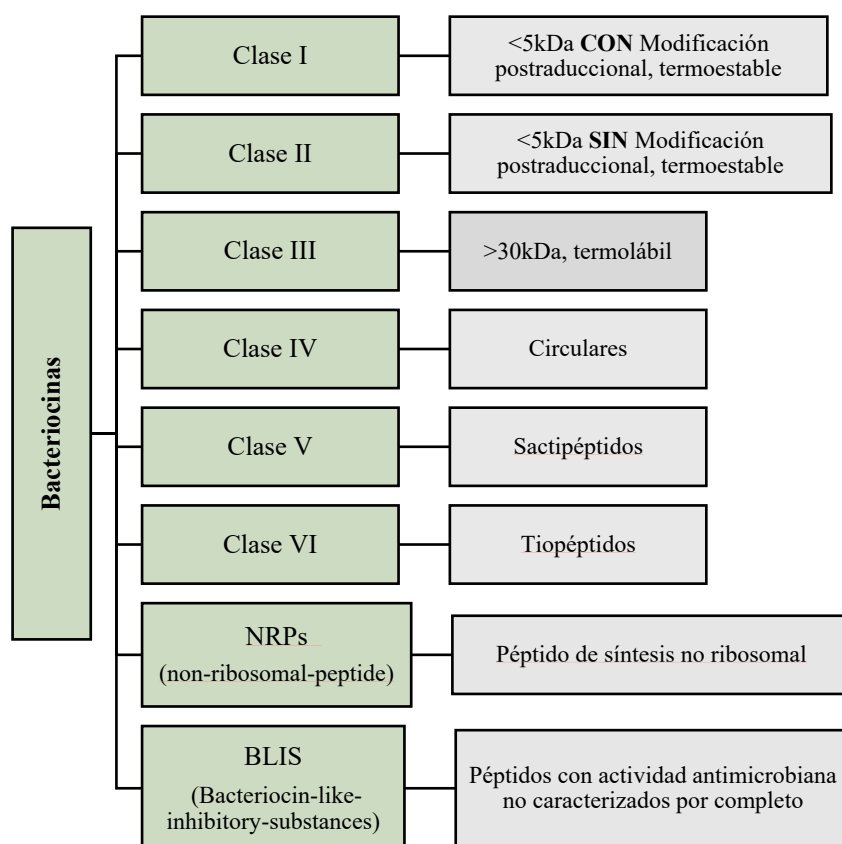 Bacteriocinas
Clase I
<5kDa CON Modificación
postraduccional, termoestable
Clase II
<5kDa SIN Modificación
postraduccional, termoestable
Clase III
>30kDa, termolábil
Clase IV
Circulares
Clase V
Sactipéptidos
Clase VI
Tiopéptidos
NRPs
(non-ribosomal-peptide)
Péptido de síntesis no ribosomal
BLIS
(Bacteriocin-like-
inhibitory-substances)
Péptidos con actividad antimicrobiana
no caracterizados por completo